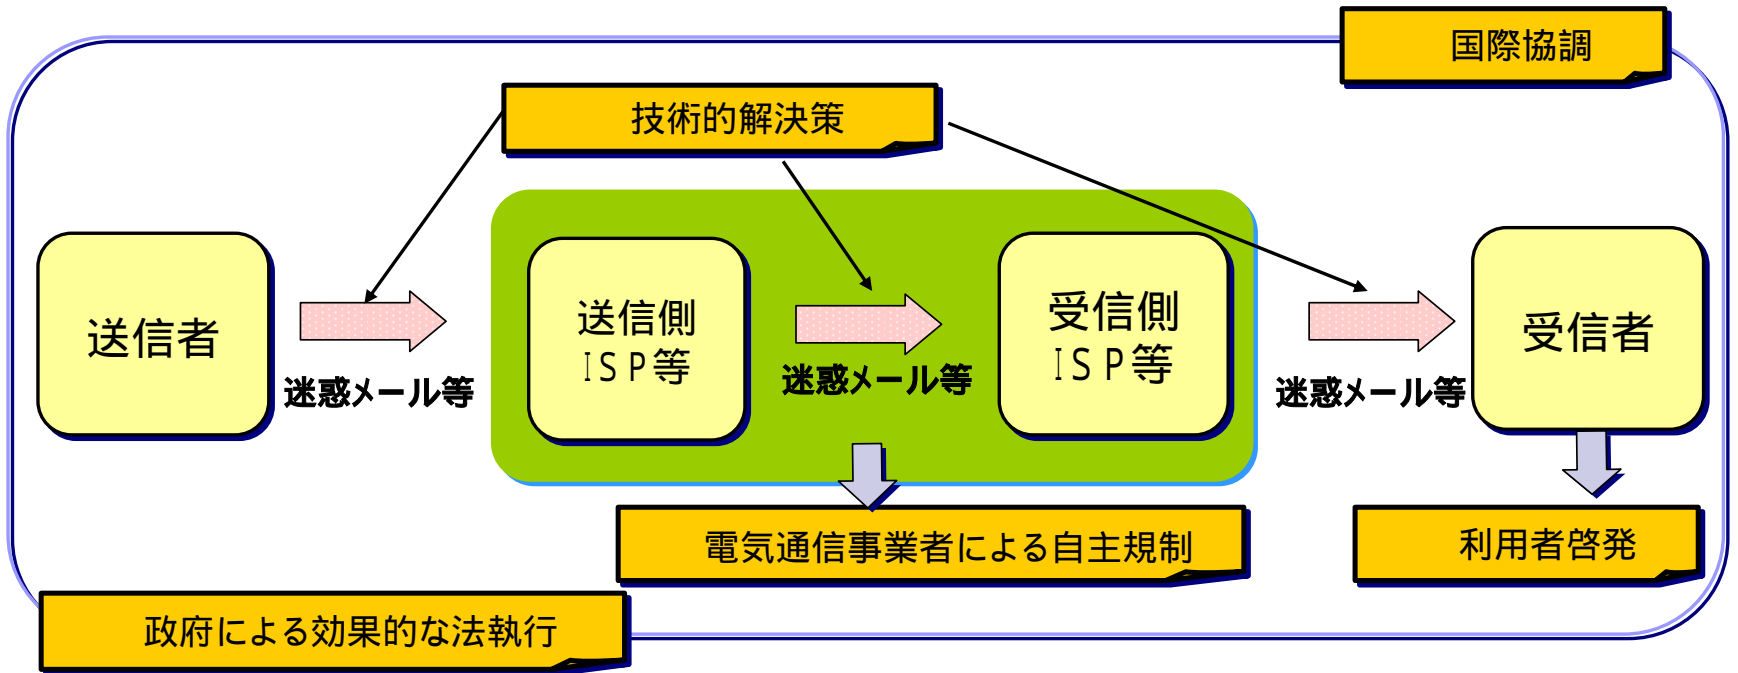 国際協調
技術的解決策
送信者
迷惑メール等
送信側
ISP等
迷惑メール等
受信側
ISP等
迷惑メール等
受信者
電気通信事業者による自主規制
利用者啓発
政府による効果的な法執行